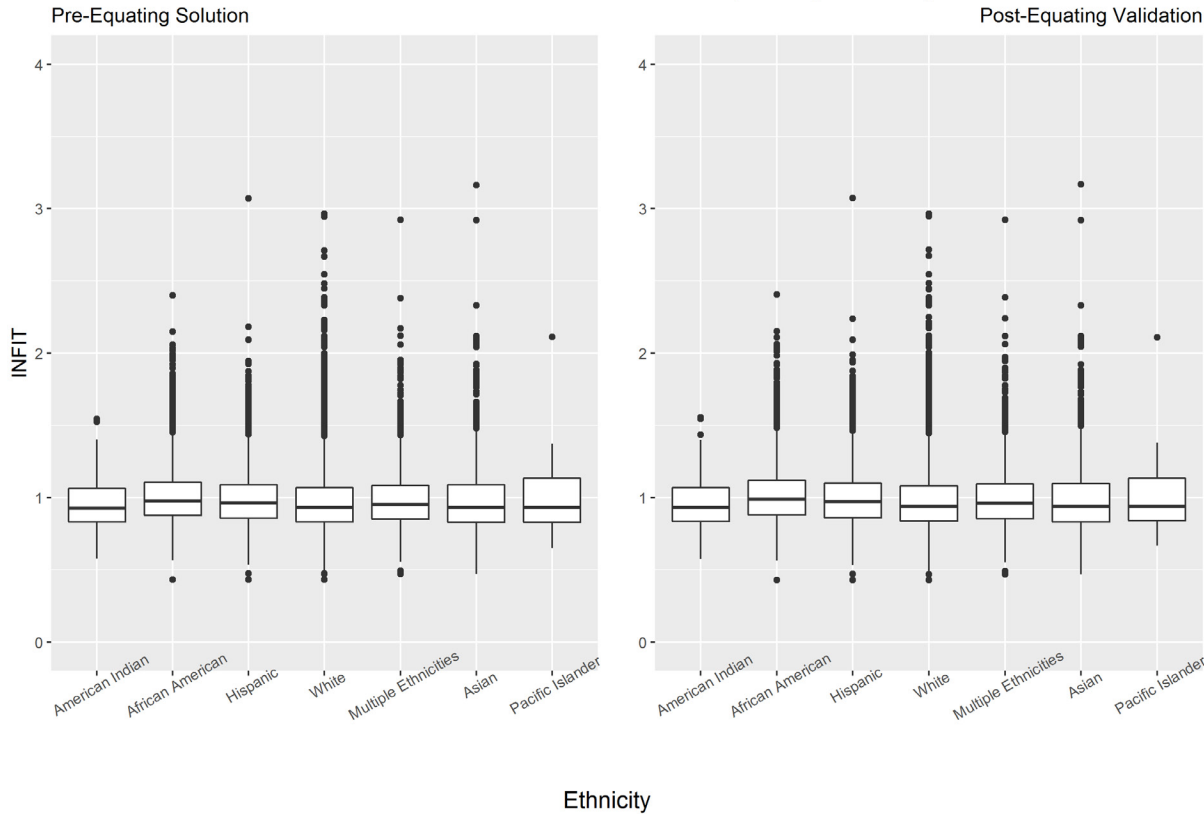 Pre-Equating Solution
Post-Equating Validation
INFIT
4
3
2
1
0
American Indian
African American
Hispanic
White
Multiple Ethnicities
Asian
Pacific Islander
4
3
2
1
0
American Indian
African American
Hispanic
White
Multiple Ethnicities
Asian
Pacific Islander
Ethnicity